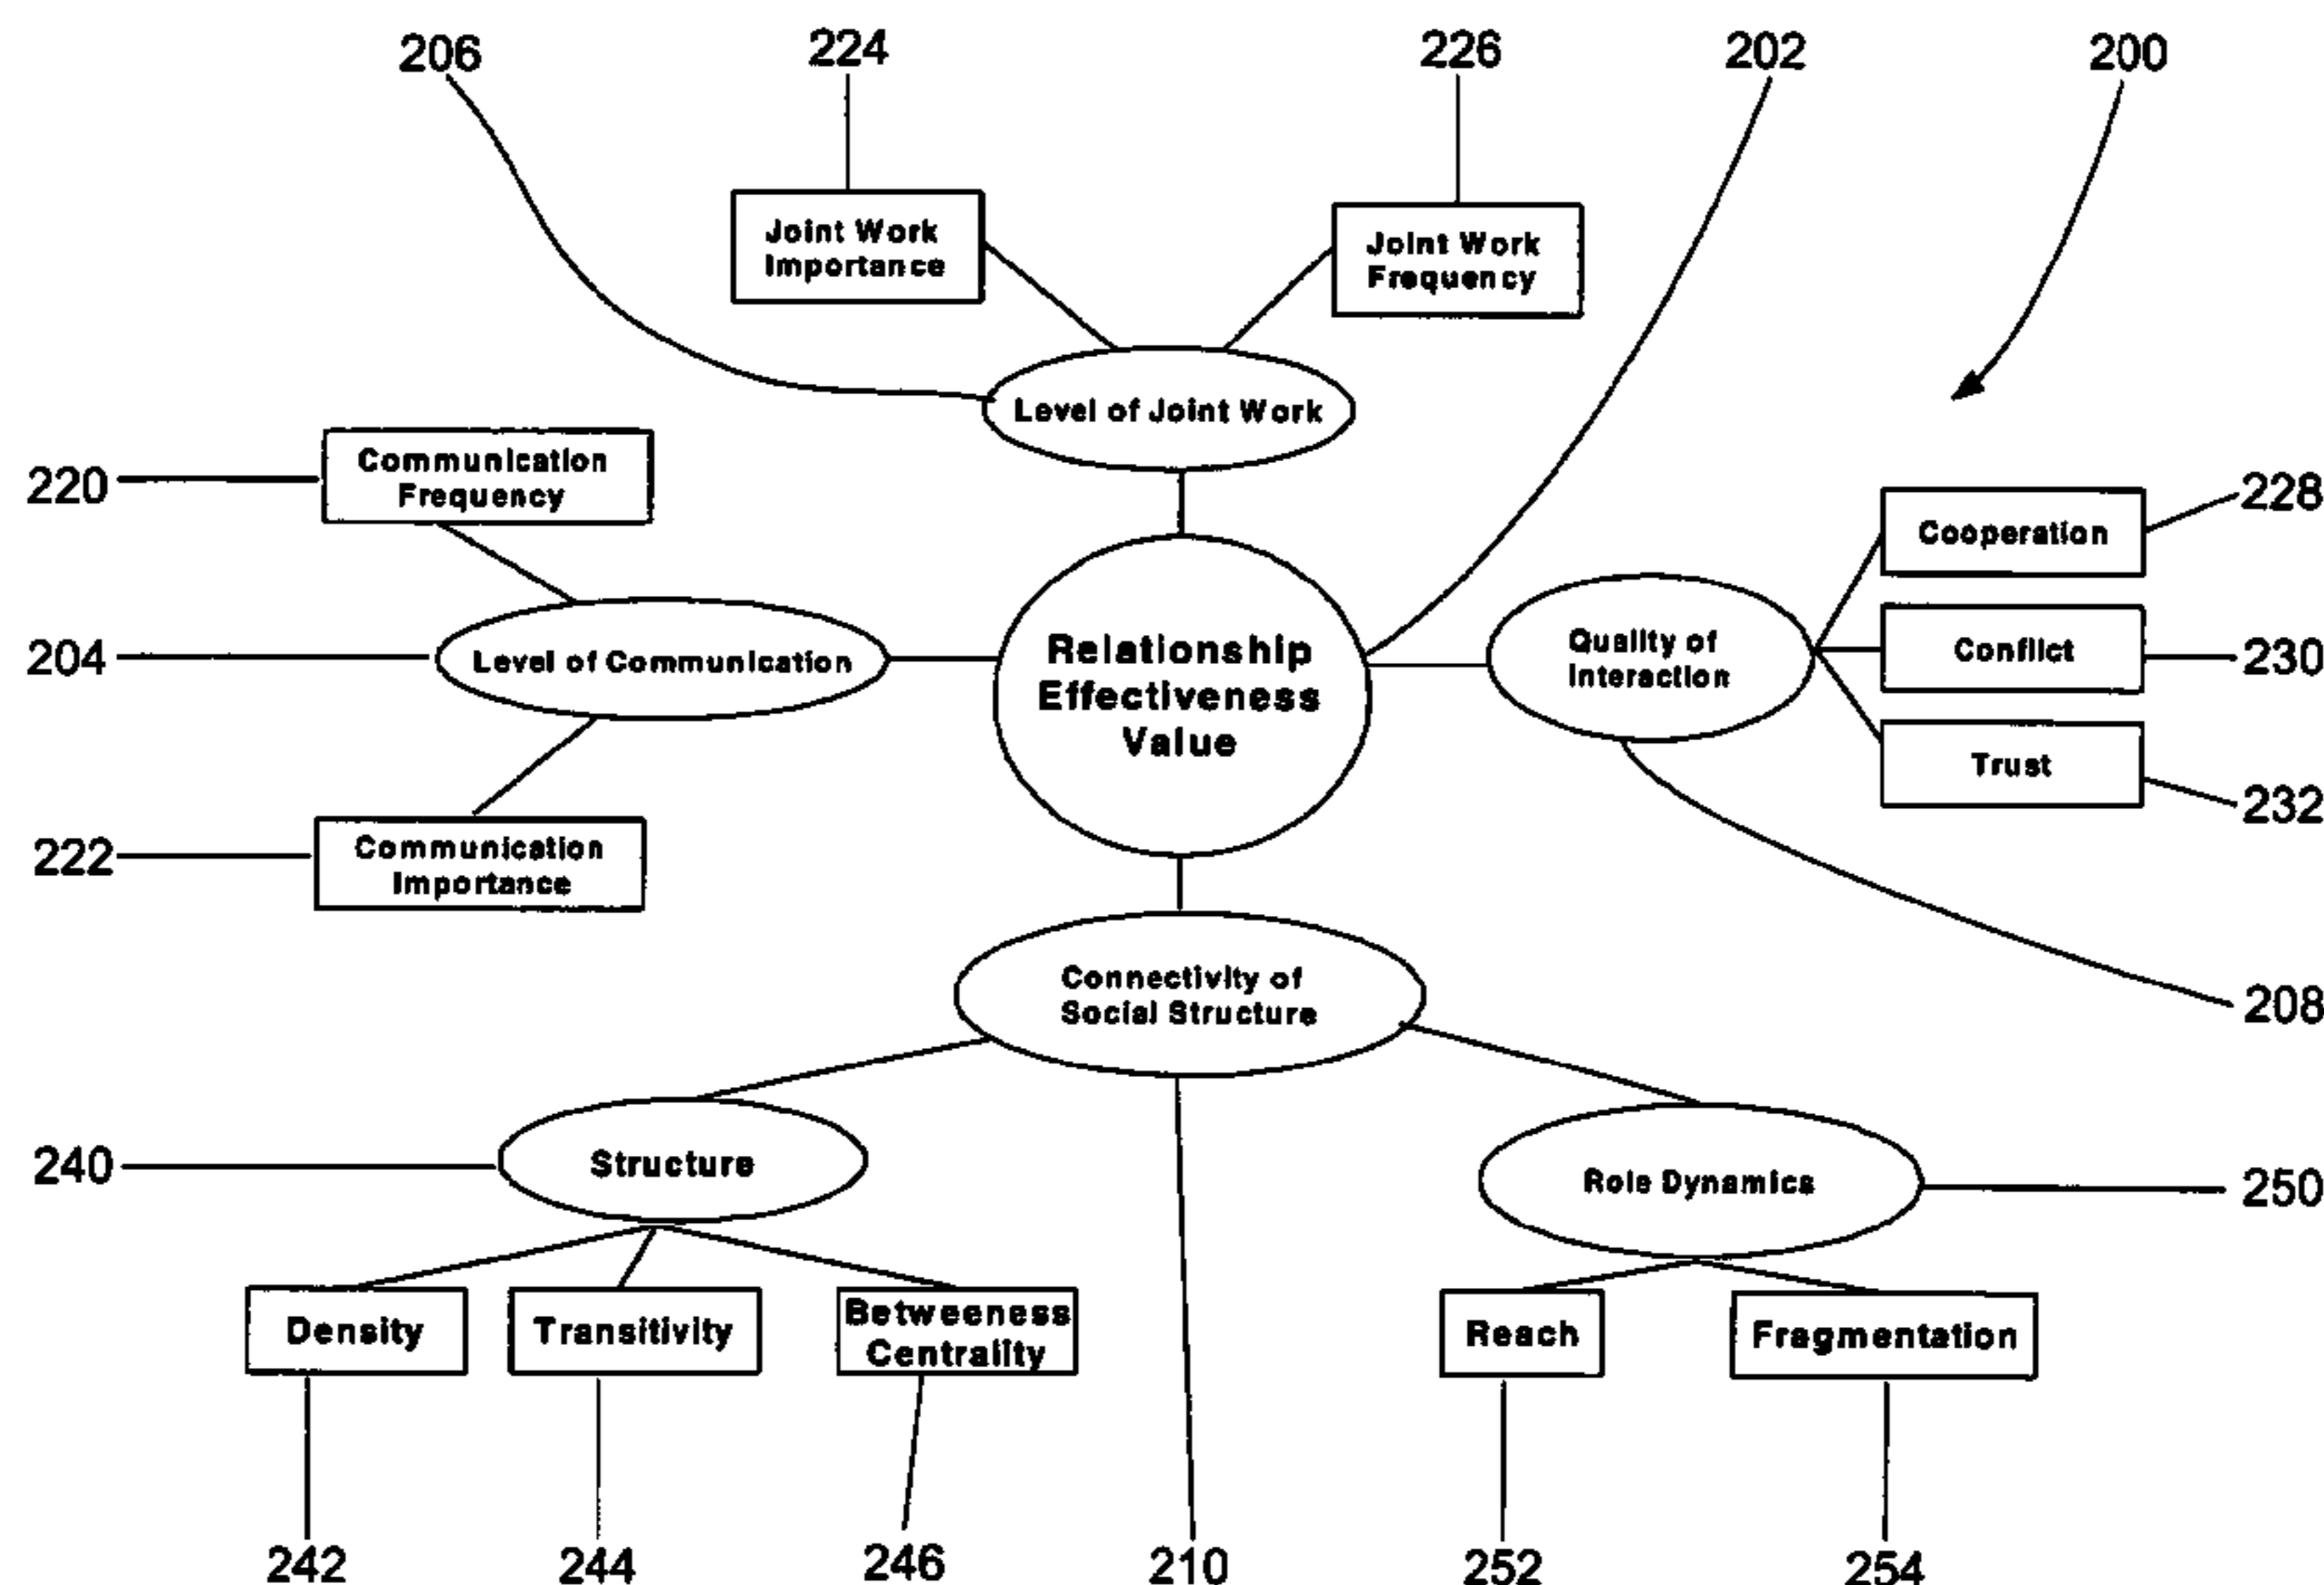 206
224
226
202
200
Joint Work
Importance
Joint Work
Frequency
Level of Joint Work
Communication
Frequency
220
228
Cooperation
204
Level of Communication
Relationship
Effectiveness
Value
Quality of
Interaction
Conflict
230
Trust
232
222
Communication
Importance
Connectivity of
Social Structure
208
240
Structure
Role Dynamics
250
Density
Transitivity
Betweeness
Centrality
Reach
Fragmentation
242
244
246
210
252
254